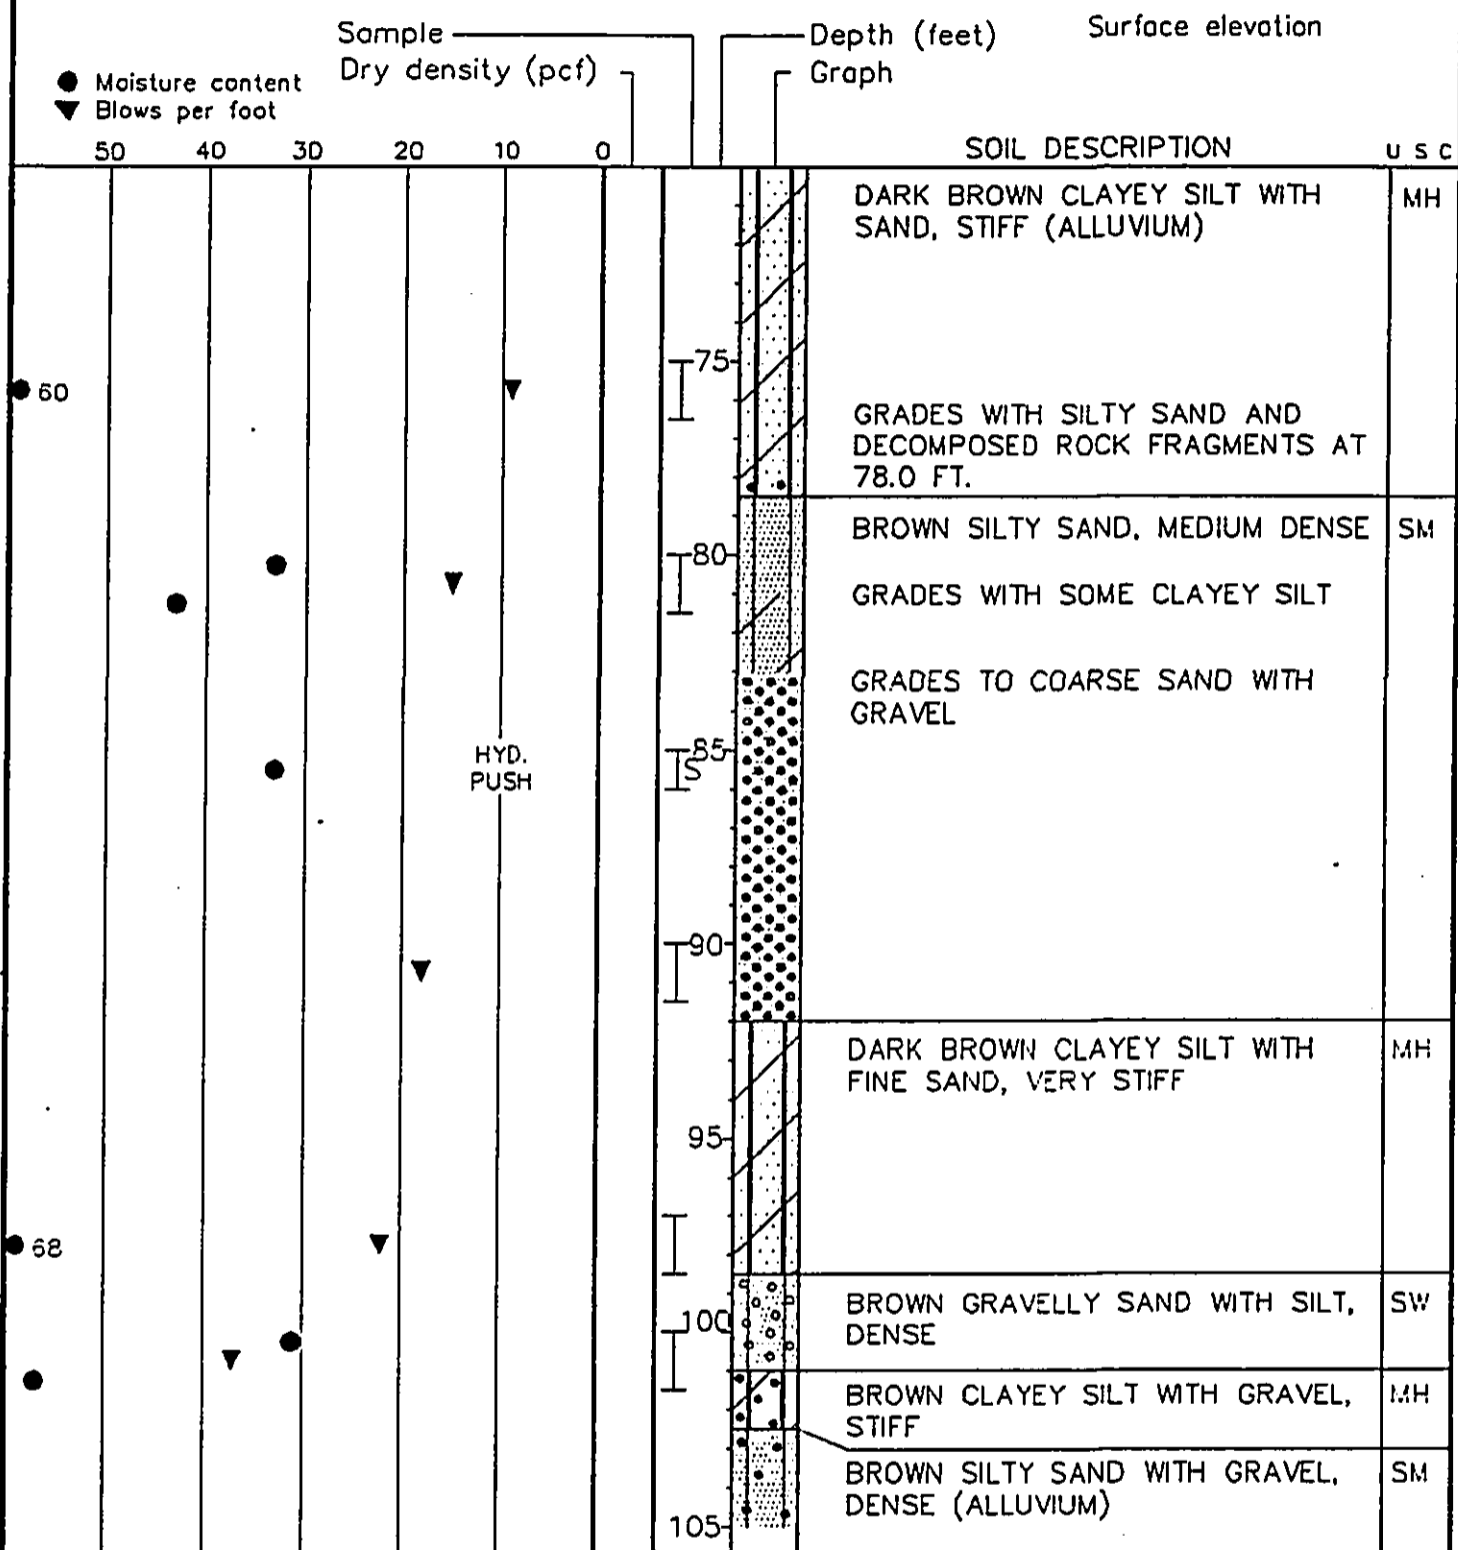 Sample
Depth (feet)
Surface elevation
Dry density (pcf)
Graph
Moisture content
Blows per foot
50 40 30 20 10 0
SOIL DESCRIPTION
U S C
DARK BROWN CLAYEY SILT WITH
SAND, STIFF (ALLUVIUM)
MH
75
60
GRADES WITH SILTY SAND AND
DECOMPOSED ROCK FRAGMENTS AT
78.0 FT.
BROWN SILTY SAND, MEDIUM DENSE
SM
80
GRADES WITH SOME CLAYEY SILT
GRADES TO COARSE SAND WITH
GRAVEL
HYD.
PUSH
S
85
90
DARK BROWN CLAYEY SILT WITH
FINE SAND, VERY STIFF
MH
95
68
BROWN GRAVELLY SAND WITH SILT,
DENSE
SW
100
BROWN CLAYEY SILT WITH GRAVEL,
STIFF
MH
BROWN SILTY SAND WITH GRAVEL,
DENSE (ALLUVIUM)
SM
105